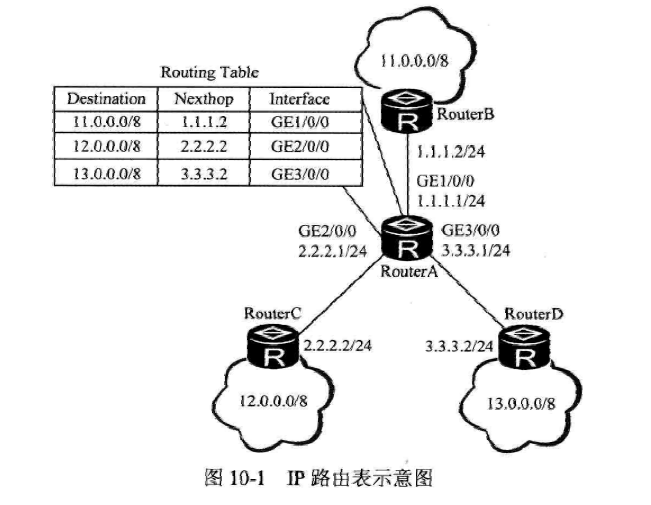 11.0.0.0/8
Routing Table
Destination Nexthop Interface
11.0.0.0/8 1.1.1.2 GE1/0/0
12.0.0.0/8 2.2.2.2 GE2/0/0
13.0.0.0/8 3.3.3.2 GE3/0/0
R
RouterB
1.1.1.2/24
GE1/0/0
1.1.1.1/24
GE2/0/0
2.2.2.1/24
R
GE3/0/0
3.3.3.1/24
RouterA
RouterC
R
2.2.2.2/24
12.0.0.0/8
RouterD
3.3.3.2/24
R
13.0.0.0/8
图 10-1 IP 路由表示意图